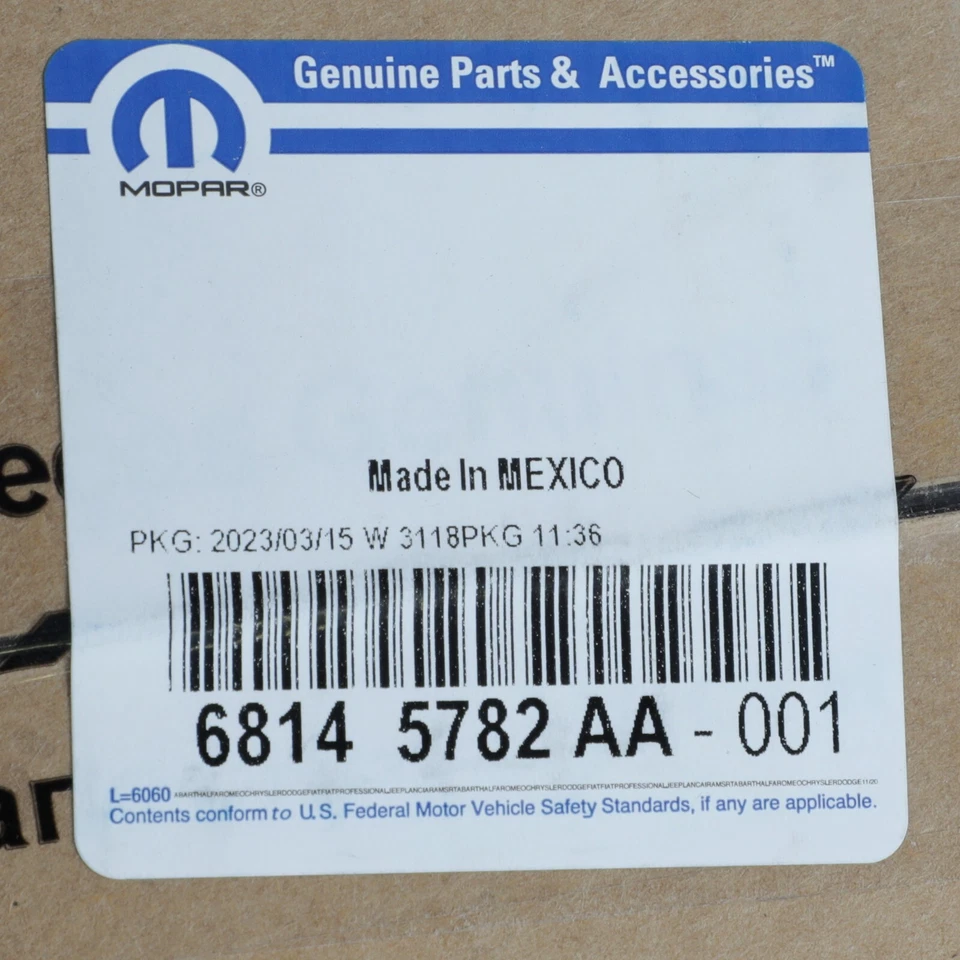 Genuine Parts & Accessories™
MOPAR®
Made In MEXICO
PKG: 2023/03/15 W 3118PKG 11:36
6814 5782 AA - 001
L=6060
Contents conform to U.S. Federal Motor Vehicle Safety Standards, if any are applicable.